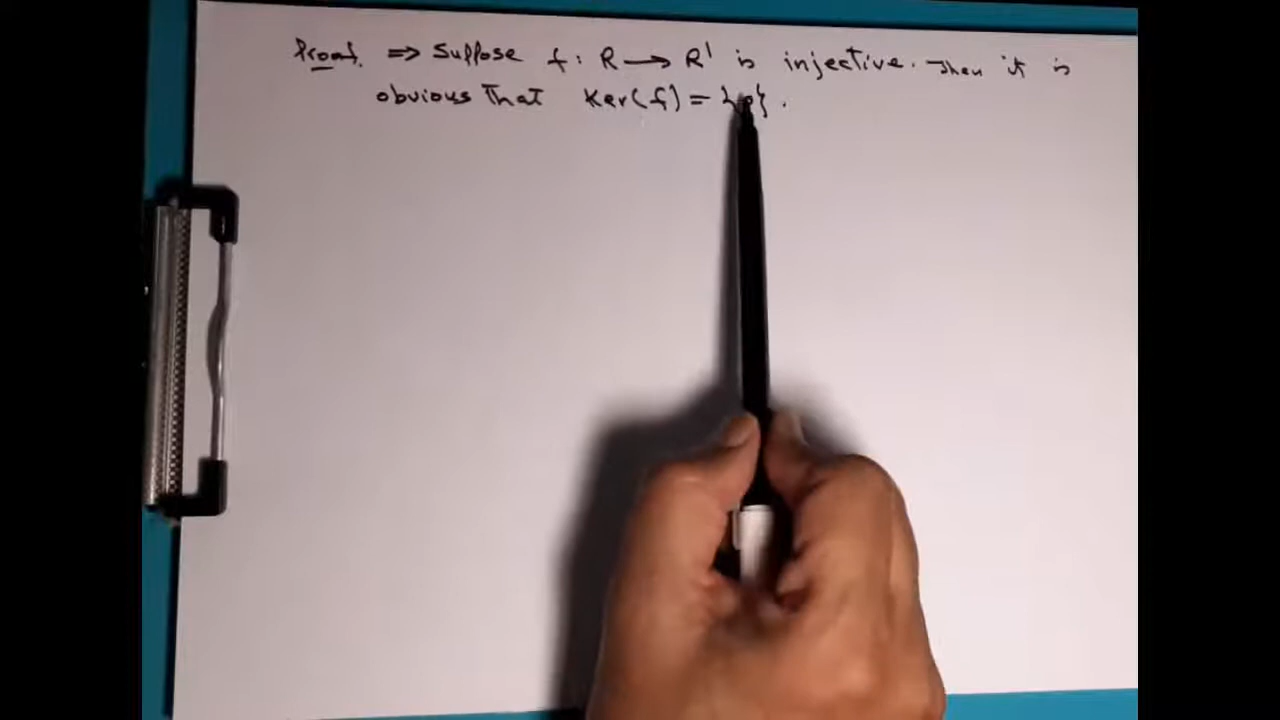 Proof. ⇒ Suppose f: R → R' is injective. Then it is
obvious That Ker(f) = {0}.